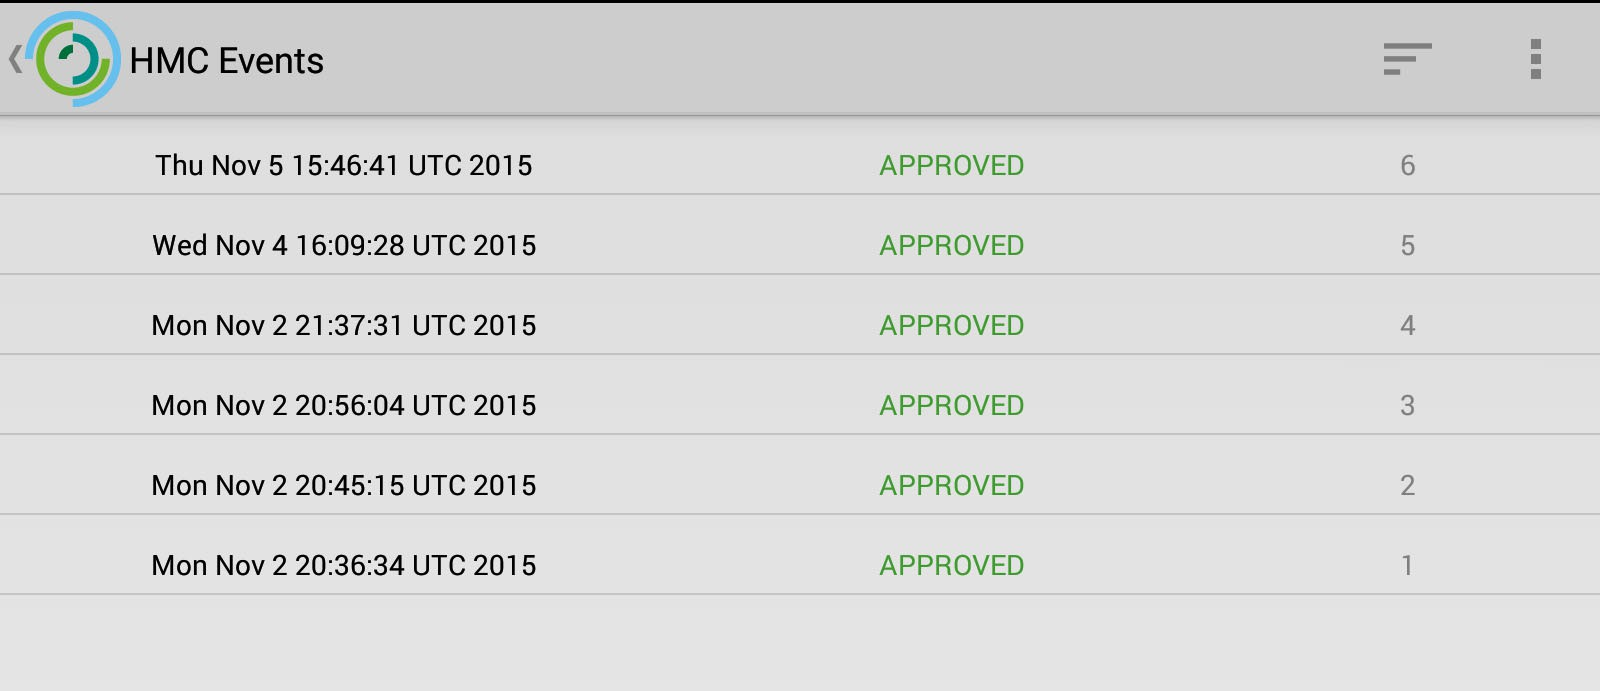 HMC Events
Thu Nov 5 15:46:41 UTC 2015 APPROVED 6
Wed Nov 4 16:09:28 UTC 2015 APPROVED 5
Mon Nov 2 21:37:31 UTC 2015 APPROVED 4
Mon Nov 2 20:56:04 UTC 2015 APPROVED 3
Mon Nov 2 20:45:15 UTC 2015 APPROVED 2
Mon Nov 2 20:36:34 UTC 2015 APPROVED 1